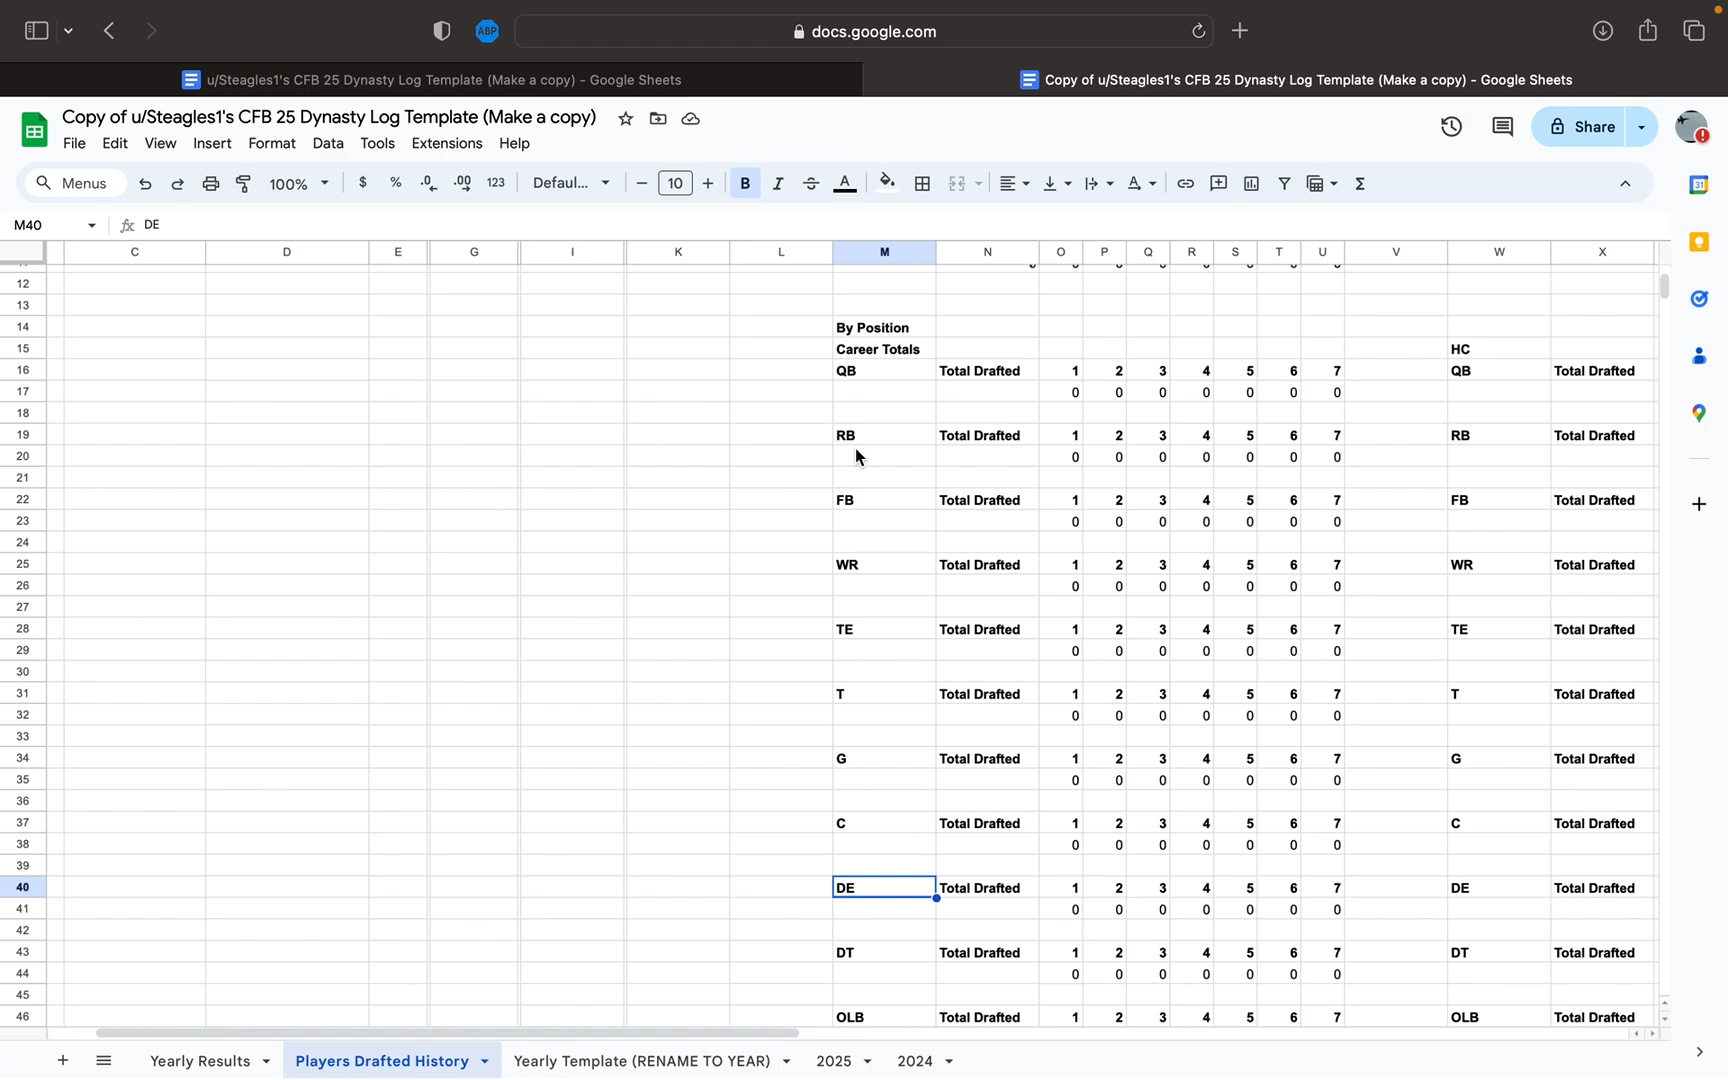 ABP
docs.google.com
u/Steagles1's CFB 25 Dynasty Log Template (Make a copy) - Google Sheets
Copy of u/Steagles1's CFB 25 Dynasty Log Template (Make a copy) - Google Sheets
Copy of u/Steagles1's CFB 25 Dynasty Log Template (Make a copy)
File Edit View Insert Format Data Tools Extensions Help
Share
Menus 100% $ % .0 .00 123 Defaul... − 10 + B I A
M40 fx DE
C D E G I K L M N O P Q R S T U V W X
12
13
14 By Position
15 Career Totals HC
16 QB Total Drafted 1 2 3 4 5 6 7 QB Total Drafted
17 0 0 0 0 0 0 0
18
19 RB Total Drafted 1 2 3 4 5 6 7 RB Total Drafted
20 0 0 0 0 0 0 0
21
22 FB Total Drafted 1 2 3 4 5 6 7 FB Total Drafted
23 0 0 0 0 0 0 0
24
25 WR Total Drafted 1 2 3 4 5 6 7 WR Total Drafted
26 0 0 0 0 0 0 0
27
28 TE Total Drafted 1 2 3 4 5 6 7 TE Total Drafted
29 0 0 0 0 0 0 0
30
31 T Total Drafted 1 2 3 4 5 6 7 T Total Drafted
32 0 0 0 0 0 0 0
33
34 G Total Drafted 1 2 3 4 5 6 7 G Total Drafted
35 0 0 0 0 0 0 0
36
37 C Total Drafted 1 2 3 4 5 6 7 C Total Drafted
38 0 0 0 0 0 0 0
39
40 DE Total Drafted 1 2 3 4 5 6 7 DE Total Drafted
41 0 0 0 0 0 0 0
42
43 DT Total Drafted 1 2 3 4 5 6 7 DT Total Drafted
44 0 0 0 0 0 0 0
45
46 OLB Total Drafted 1 2 3 4 5 6 7 OLB Total Drafted
Yearly Results Players Drafted History Yearly Template (RENAME TO YEAR) 2025 2024
31